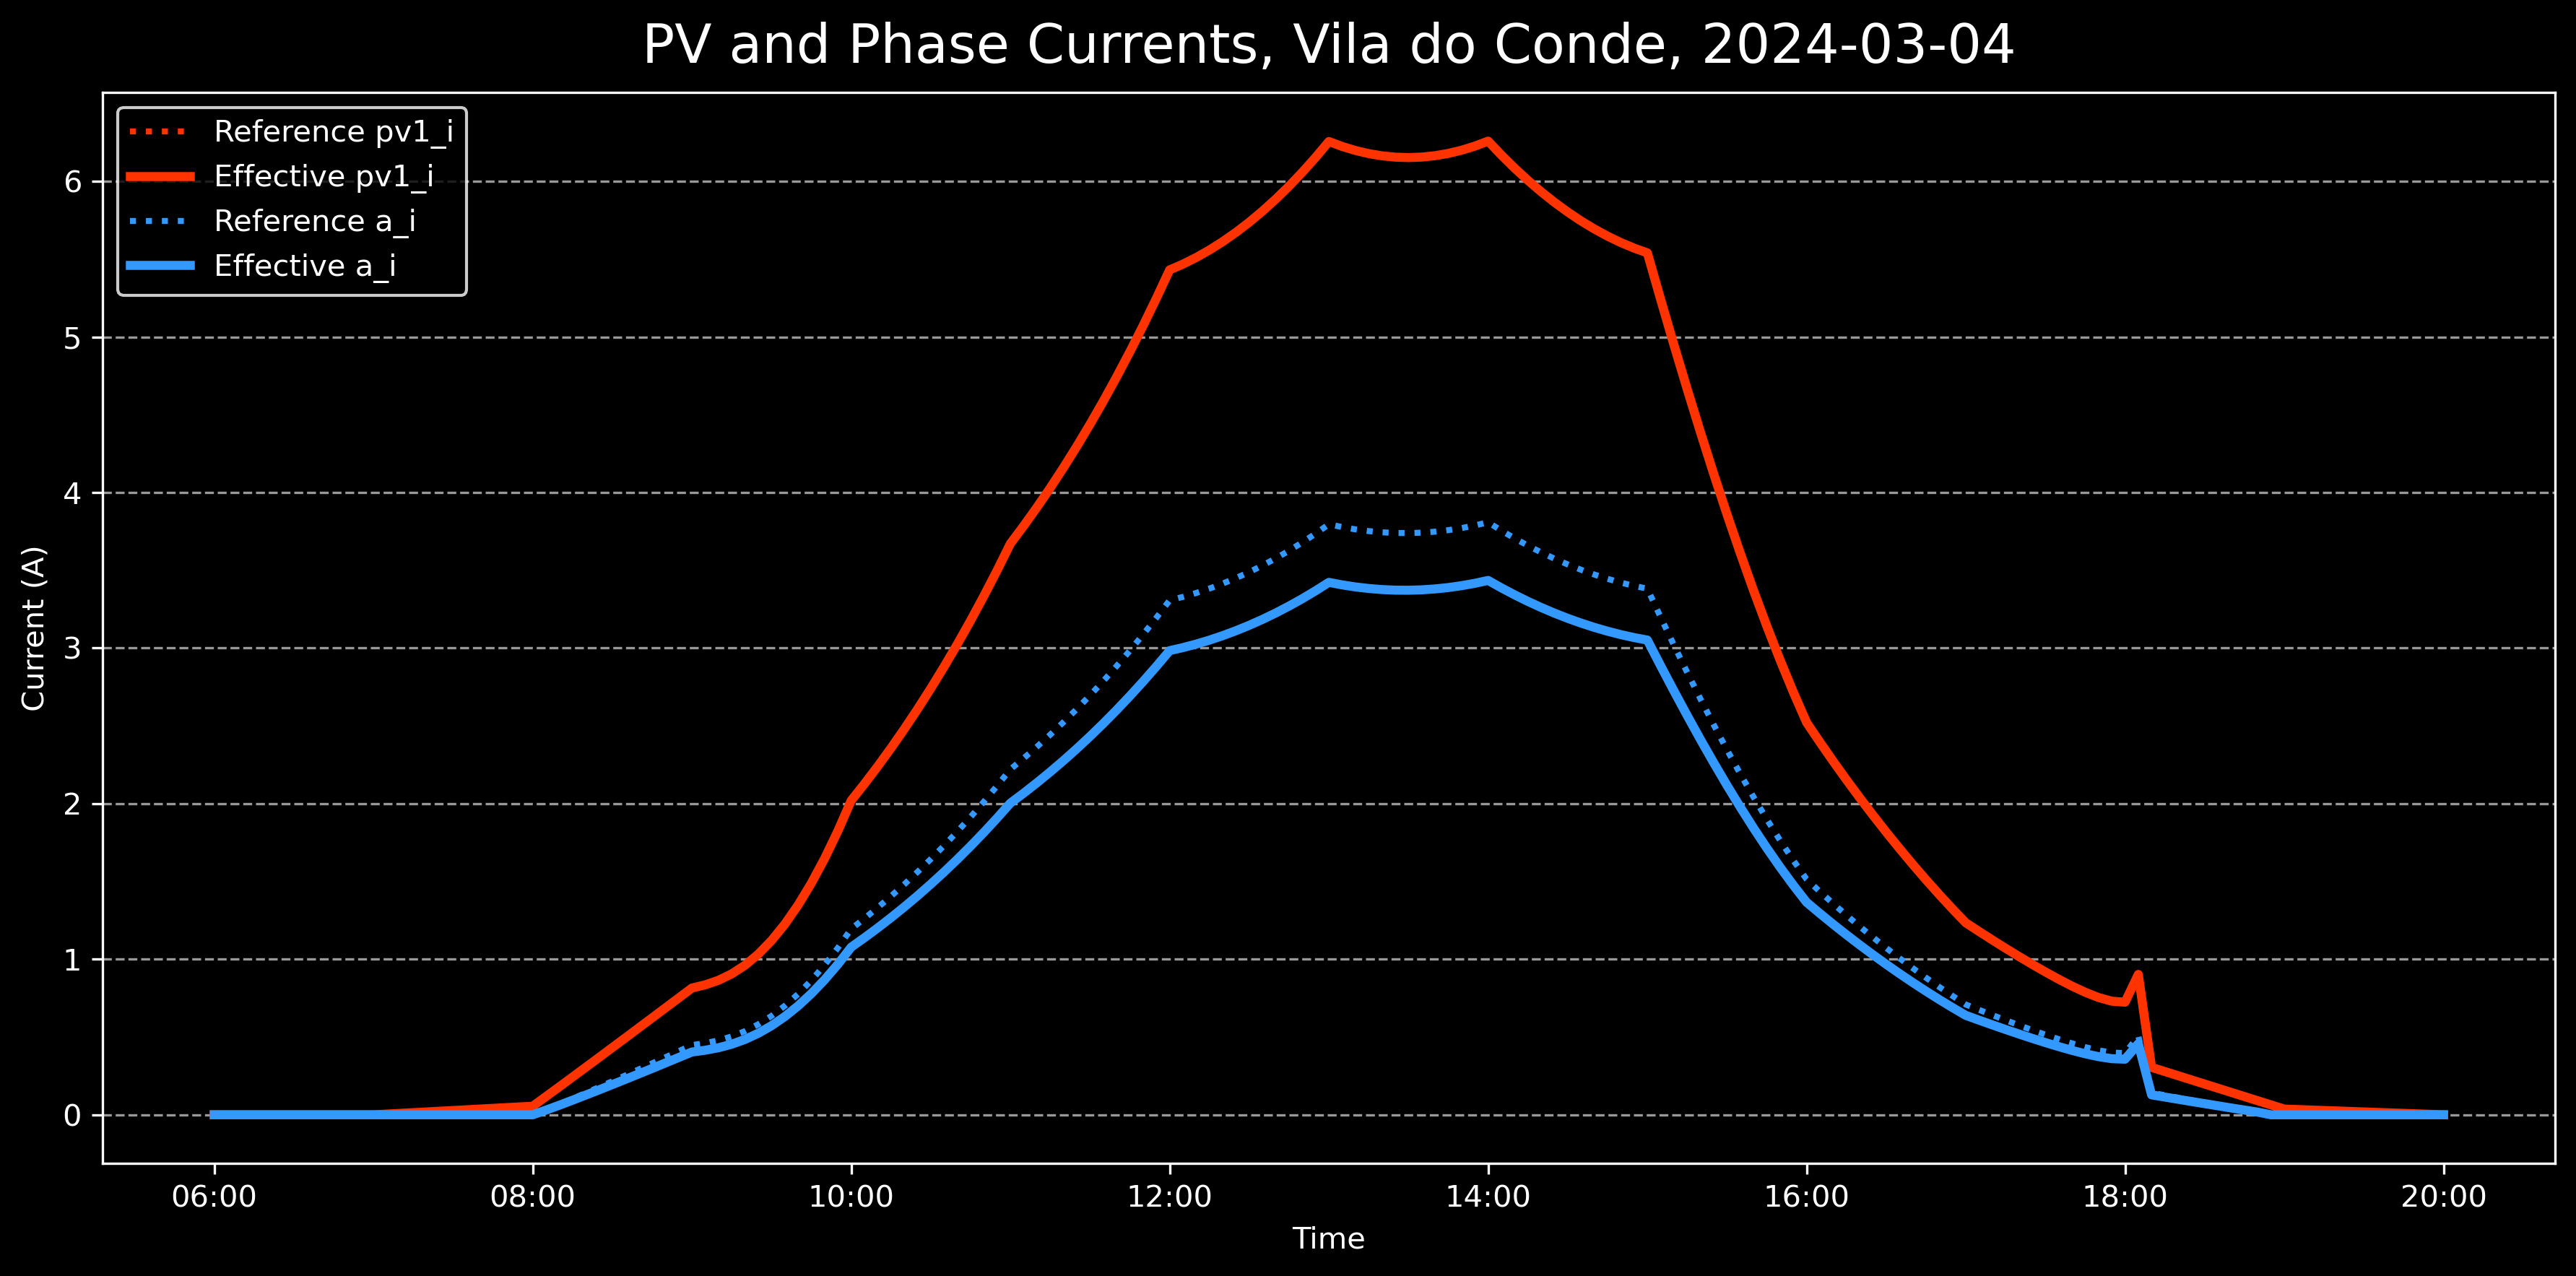 PV and Phase Currents, Vila do Conde, 2024-03-04
Reference pv1_i
Effective pv1_i
Reference a_i
Effective a_i
6
5
4
3
2
1
0
Current (A)
06:00 08:00 10:00 12:00 14:00 16:00 18:00 20:00
Time